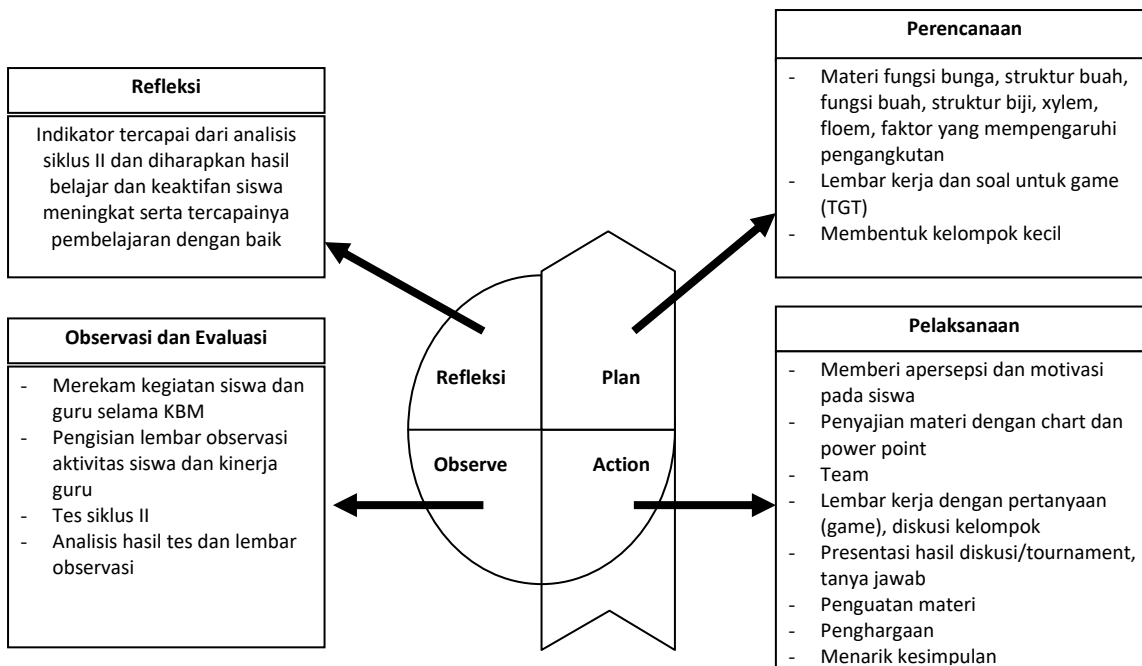 Refleksi
Indikator tercapai dari analisis
siklus II dan diharapkan hasil
belajar dan keaktifan siswa
meningkat serta tercapainya
pembelajaran dengan baik
Perencanaan
- Materi fungsi bunga, struktur buah,
fungsi buah, struktur biji, xylem,
floem, faktor yang mempengaruhi
pengangkutan
- Lembar kerja dan soal untuk game
(TGT)
- Membentuk kelompok kecil
Observasi dan Evaluasi
- Merekam kegiatan siswa dan
guru selama KBM
- Pengisian lembar observasi
aktivitas siswa dan kinerja
guru
- Tes siklus II
- Analisis hasil tes dan lembar
observasi
Refleksi
Plan
Observe
Action
Pelaksanaan
- Memberi apersepsi dan motivasi
pada siswa
- Penyajian materi dengan chart dan
power point
- Team
- Lembar kerja dengan pertanyaan
(game), diskusi kelompok
- Presentasi hasil diskusi/tournament,
tanya jawab
- Penguatan materi
- Penghargaan
- Menarik kesimpulan